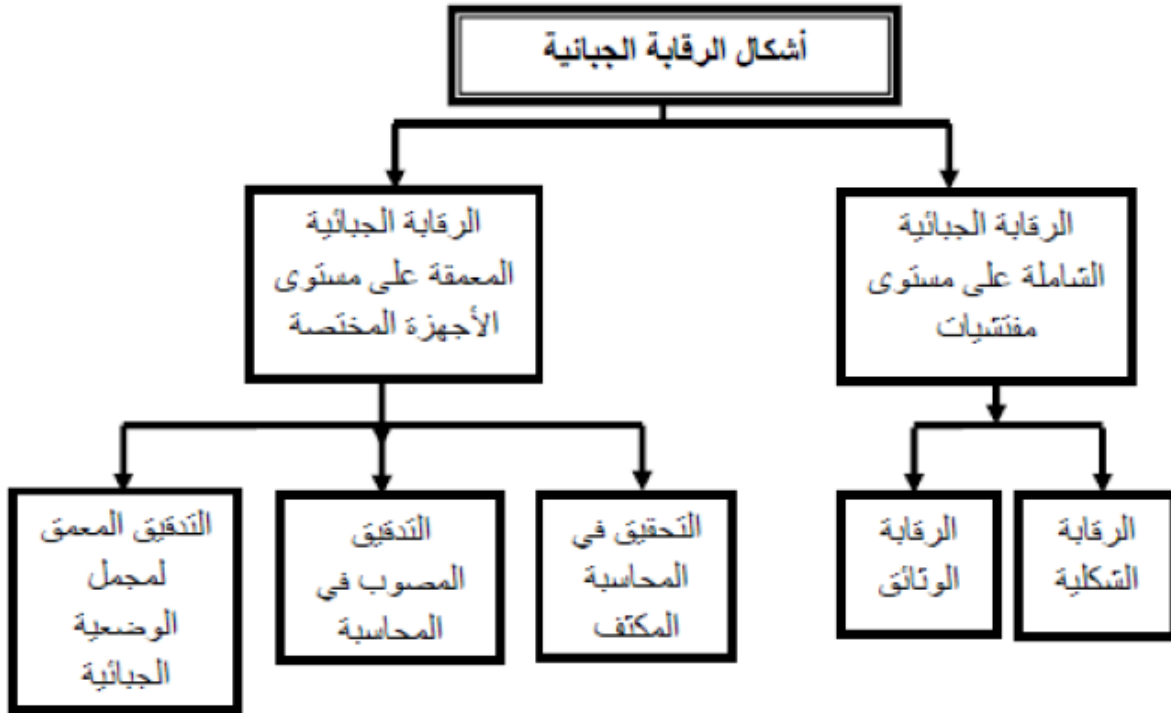 أشكال الرقابة الجبائية
الرقابة الجبائية
الشاملة على مستوى
مفتشيات
الرقابة الجبائية
المعمقة على مستوى
الأجهزة المختصة
الرقابة
الشكلية
الرقابة
الوثائق
التحقيق في
المحاسبة
المكثف
التدقيق
المصوب في
المحاسبة
التدقيق المعمق
لمجمل
الوضعية
الجبائية